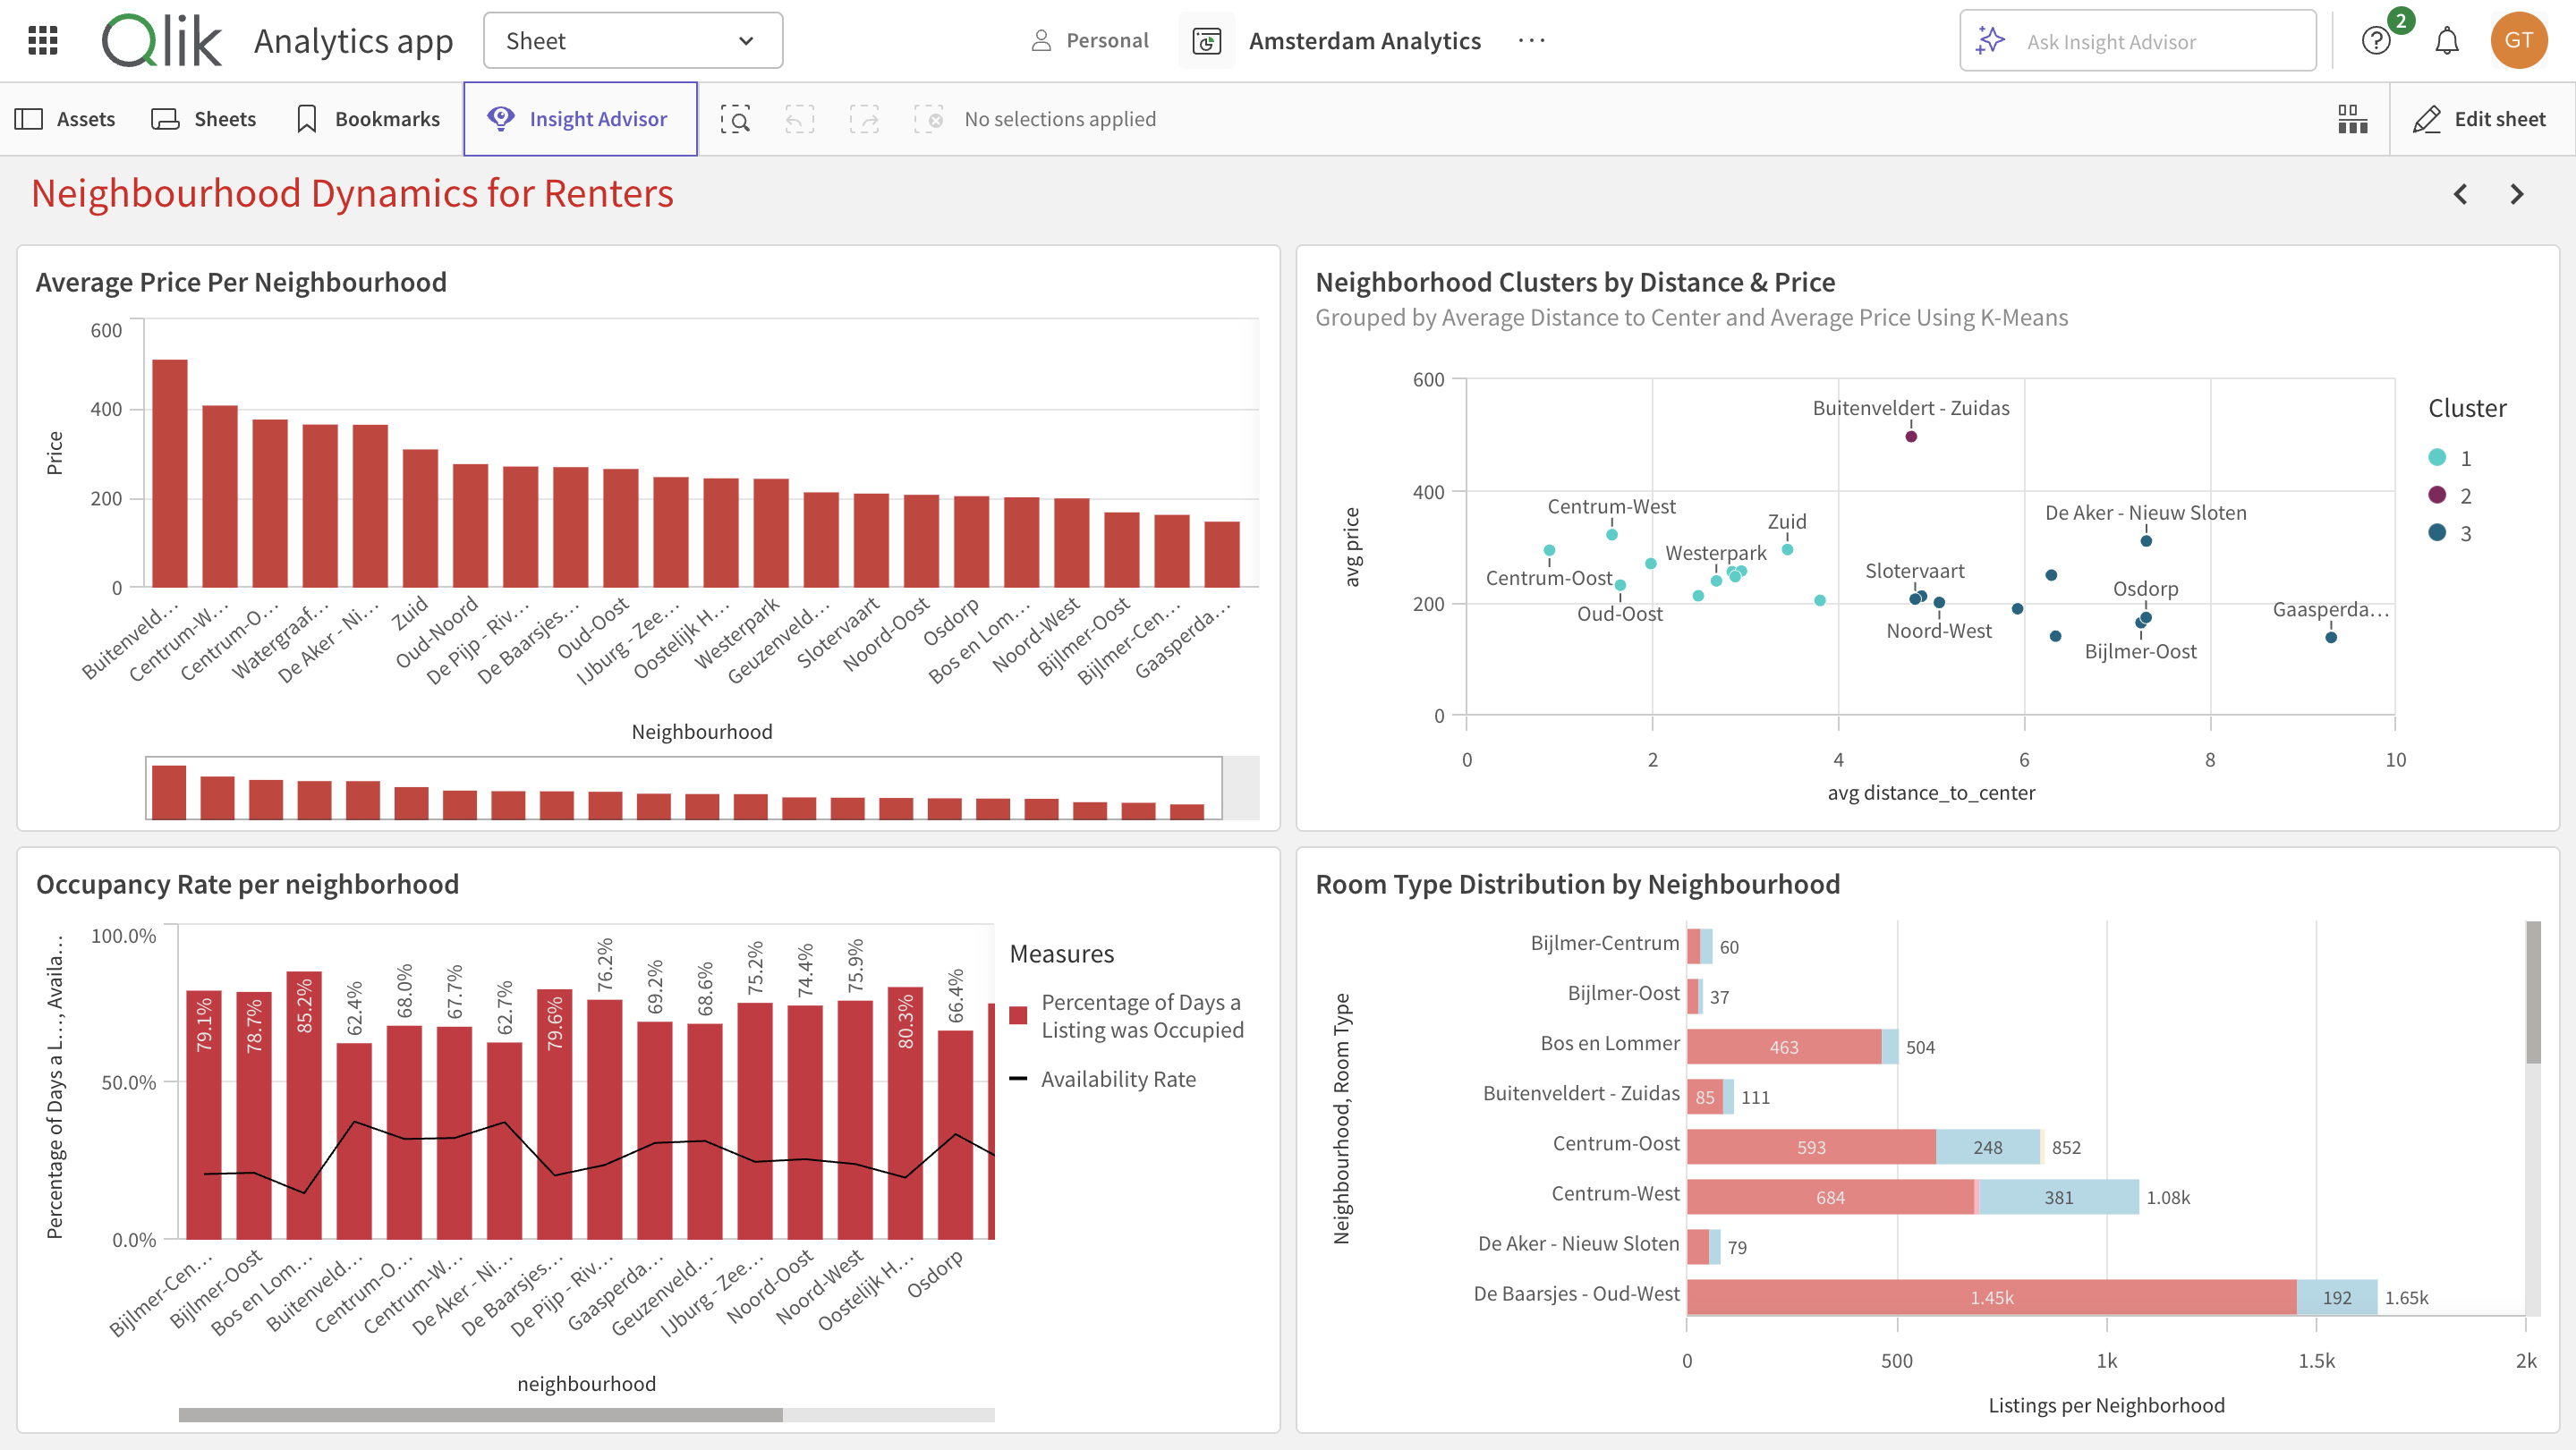 Qlik Analytics app Sheet Personal Amsterdam Analytics ... Ask Insight Advisor 2 GT
Assets Sheets Bookmarks Insight Advisor No selections applied Edit sheet
Neighbourhood Dynamics for Renters
Average Price Per Neighbourhood
Price
600
400
200
0
Buitenveld...
Centrum-W...
Centrum-O...
Watergraaf...
De Aker - Ni...
Zuid
Oud-Noord
De Pijp - Riv...
De Baarsjes...
Oud-Oost
IJburg - Zee...
Oostelijk H...
Westerpark
Geuzenveld...
Slotervaart
Noord-Oost
Osdorp
Bos en Lom...
Noord-West
Bijlmer-Oost
Bijlmer-Cen...
Gaasperda...
Neighbourhood
Neighborhood Clusters by Distance & Price
Grouped by Average Distance to Center and Average Price Using K-Means
avg price
600
400
200
0
Buitenveldert - Zuidas
Centrum-West
Zuid
De Aker - Nieuw Sloten
Westerpark
Centrum-Oost
Slotervaart
Osdorp
Oud-Oost
Noord-West
Gaasperda...
Bijlmer-Oost
0 2 4 6 8 10
avg distance_to_center
Cluster
1
2
3
Occupancy Rate per neighborhood
Percentage of Days a L..., Availa...
100.0%
50.0%
0.0%
79.1%
78.7%
85.2%
62.4%
68.0%
67.7%
62.7%
79.6%
76.2%
69.2%
68.6%
75.2%
74.4%
75.9%
80.3%
66.4%
Bijlmer-Cen...
Bijlmer-Oost
Bos en Lom...
Buitenveld...
Centrum-O...
Centrum-W...
De Aker - Ni...
De Baarsjes...
De Pijp - Riv...
Gaasperda...
Geuzenveld...
IJburg - Zee...
Noord-Oost
Noord-West
Oostelijk H...
Osdorp
neighbourhood
Measures
Percentage of Days a
Listing was Occupied
Availability Rate
Room Type Distribution by Neighbourhood
Neighbourhood, Room Type
Bijlmer-Centrum 60
Bijlmer-Oost 37
Bos en Lommer 463 504
Buitenveldert - Zuidas 85 111
Centrum-Oost 593 248 852
Centrum-West 684 381 1.08k
De Aker - Nieuw Sloten 79
De Baarsjes - Oud-West 1.45k 192 1.65k
0 500 1k 1.5k 2k
Listings per Neighborhood